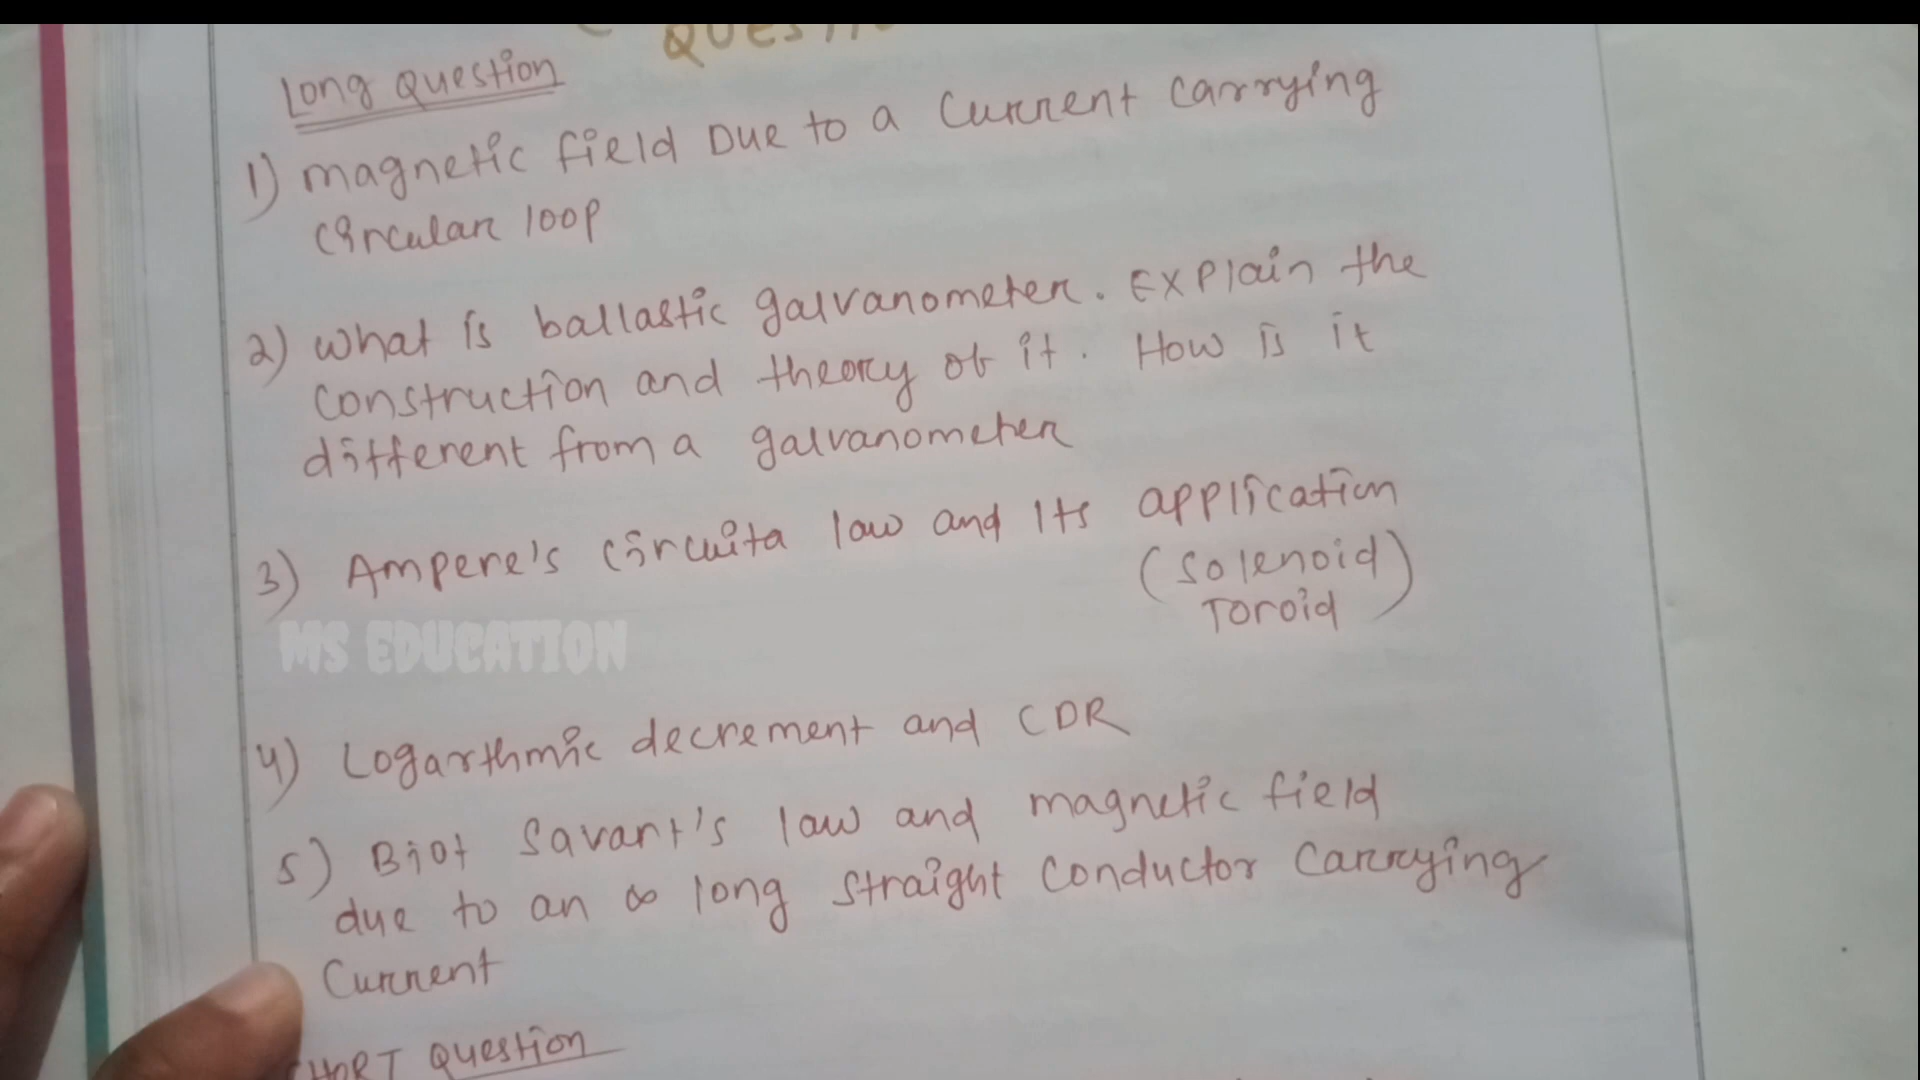 Long Question
1) magnetic field Due to a Current Carrying
Circular loop
2) what is ballastic galvanometer. Explain the
Construction and theory of it. How is it
different from a galvanometer
3) Ampere's circuita law and Its application
(Solenoid)
Toroid
MS EDUCATION
4) Logarthmic decrement and CDR
5) Biot Savart's law and magnetic field
due to an ∞ long straight Conductor Carrying
Current
SHORT Question